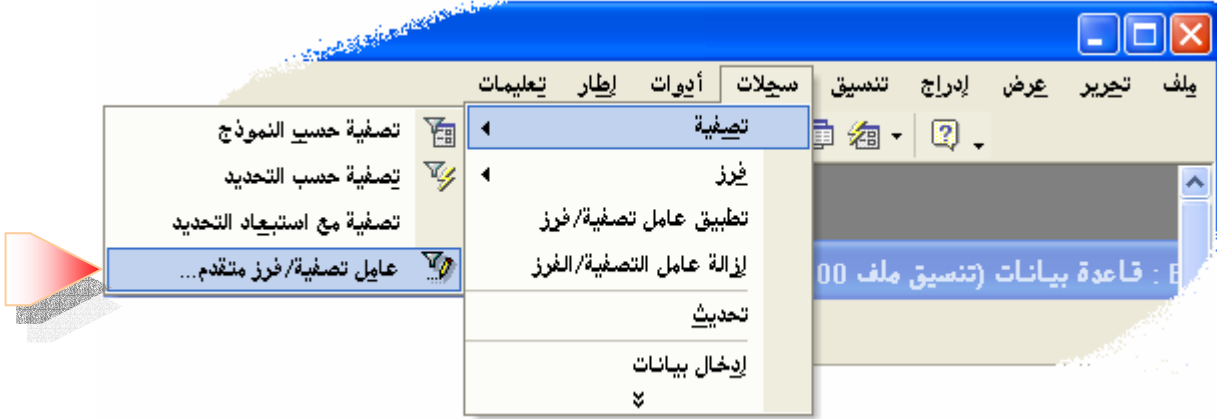 ملف تحرير عرض إدراج تنسيق سجلات أدوات إطار تعليمات
تصفية
فرز
تطبيق عامل تصفية/فرز
إزالة عامل التصفية/الفرز
تحديث
إدخال بيانات
تصفية حسب النموذج
تصفية حسب التحديد
تصفية مع استبعاد التحديد
عامل تصفية/فرز متقدم...
: قاعدة بيانات (تنسيق ملف 00